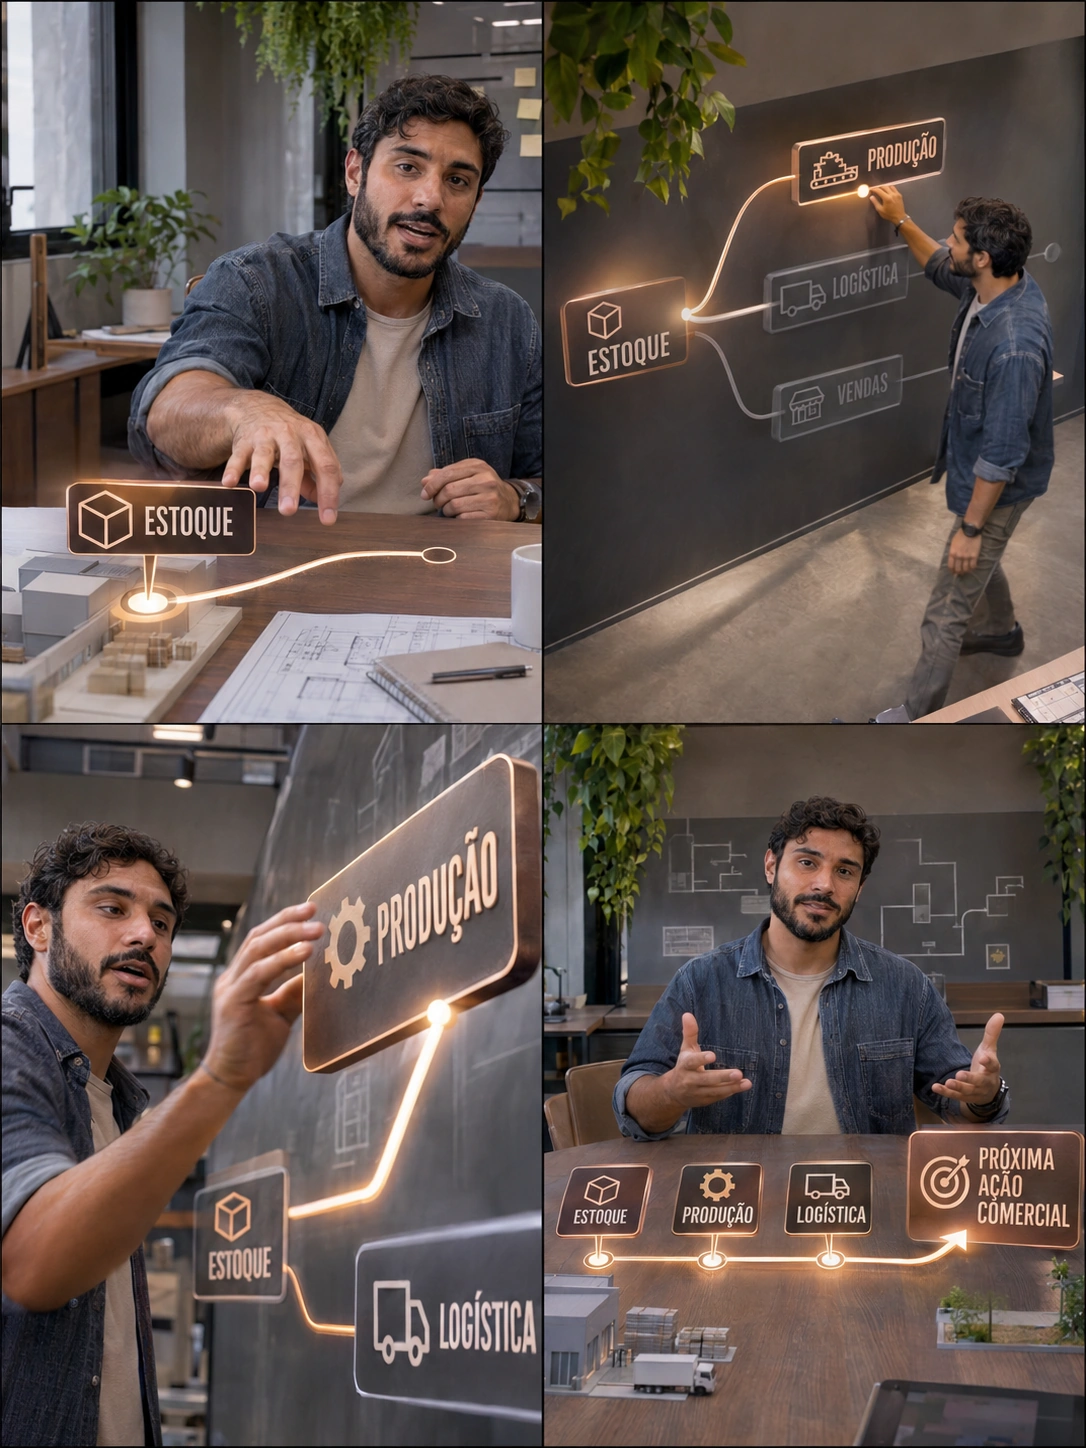 ESTOQUE
PRODUÇÃO
LOGÍSTICA
ESTOQUE
VENDAS
PRODUÇÃO
ESTOQUE
LOGÍSTICA
PRÓXIMA
AÇÃO
COMERCIAL
ESTOQUE
PRODUÇÃO
LOGÍSTICA